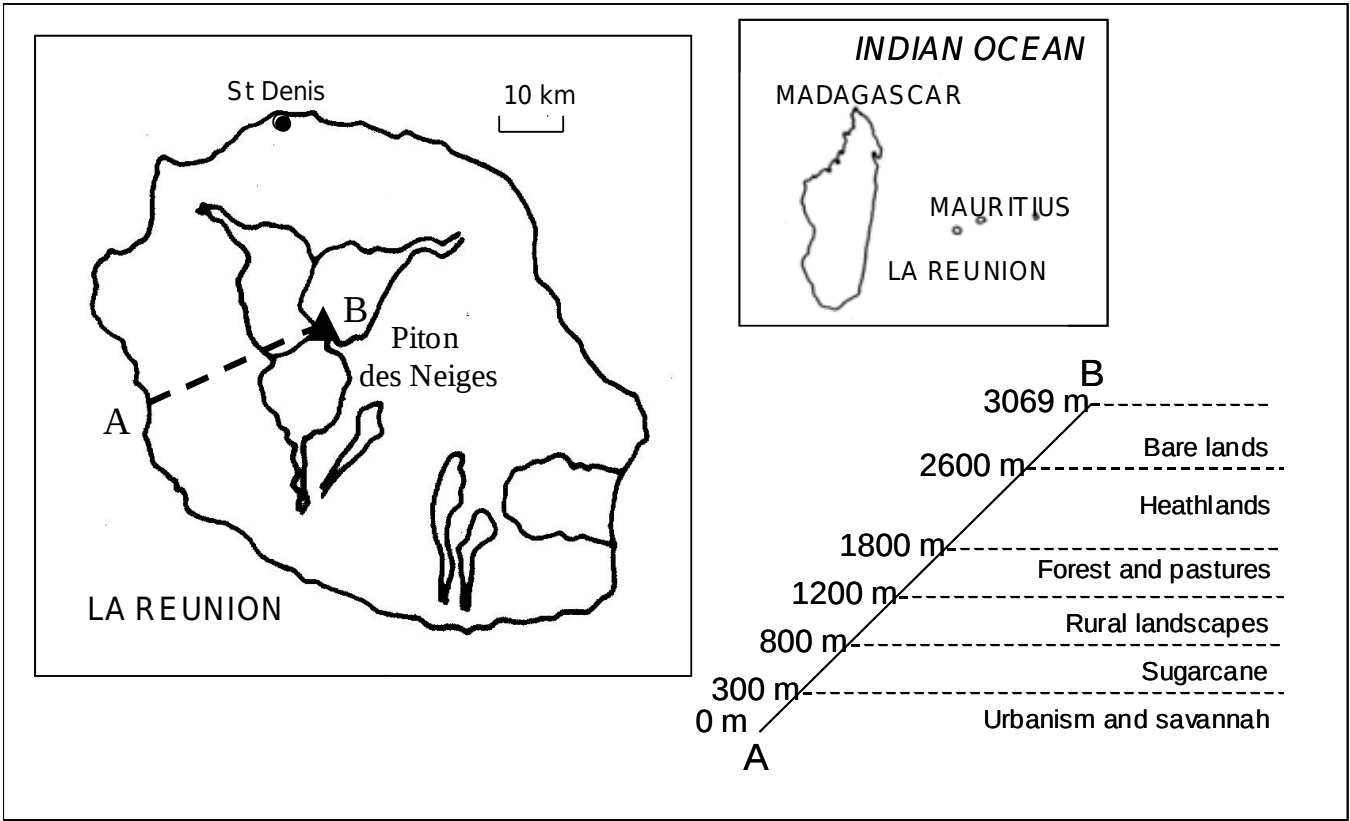 St Denis
10 km
B
Piton
des Neiges
A
LA REUNION
INDIAN OCEAN
MADAGASCAR
MAURITIUS
LA REUNION
B
3069 m
Bare lands
2600 m
Heathlands
1800 m
Forest and pastures
1200 m
Rural landscapes
800 m
Sugarcane
300 m
0 m
Urbanism and savannah
A